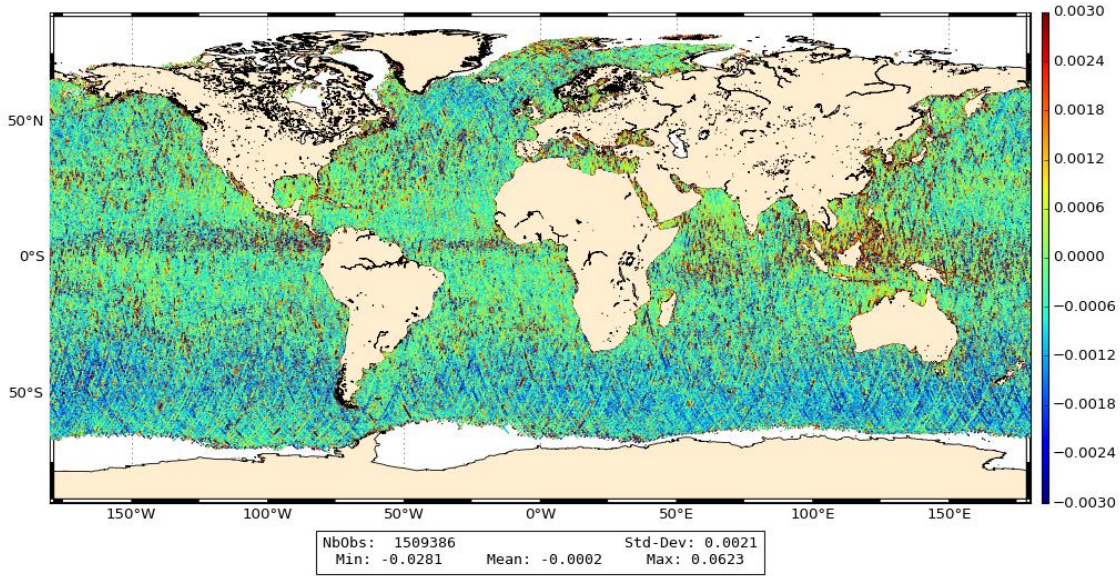 0.0030
0.0024
0.0018
0.0012
0.0006
0.0000
−0.0006
−0.0012
−0.0018
−0.0024
−0.0030
50°N
0°S
50°S
150°W 100°W 50°W 0°W 50°E 100°E 150°E
NbObs: 1509386 Std-Dev: 0.0021
Min: -0.0281 Mean: -0.0002 Max: 0.0623